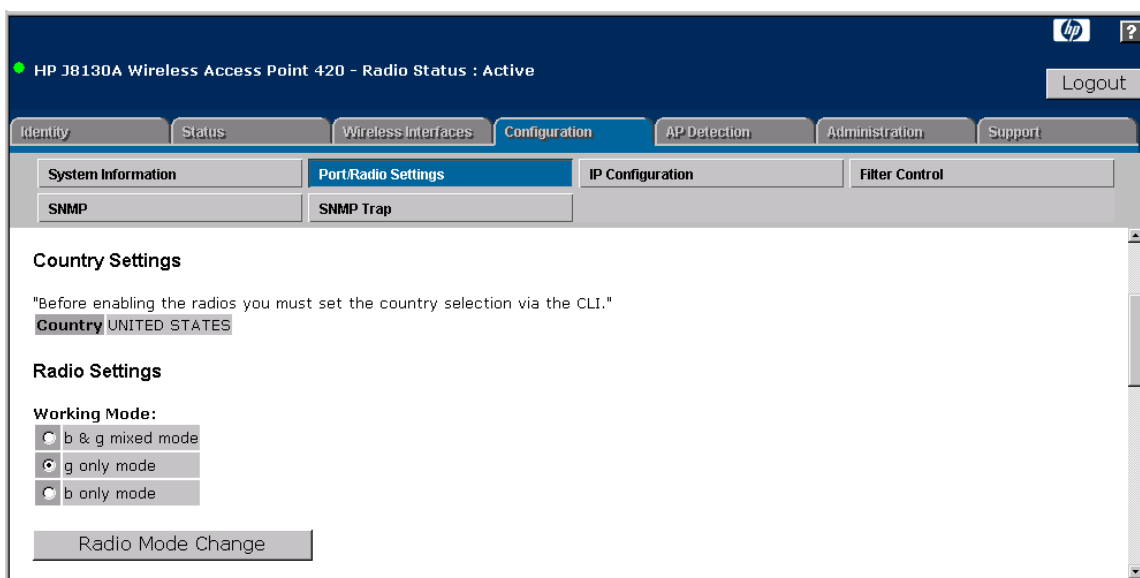 hp ?
HP J8130A Wireless Access Point 420 - Radio Status : Active
Logout
Identity Status Wireless Interfaces Configuration AP Detection Administration Support
System Information Port/Radio Settings IP Configuration Filter Control
SNMP SNMP Trap
Country Settings
"Before enabling the radios you must set the country selection via the CLI."
Country UNITED STATES
Radio Settings
Working Mode:
b & g mixed mode
g only mode
b only mode
Radio Mode Change